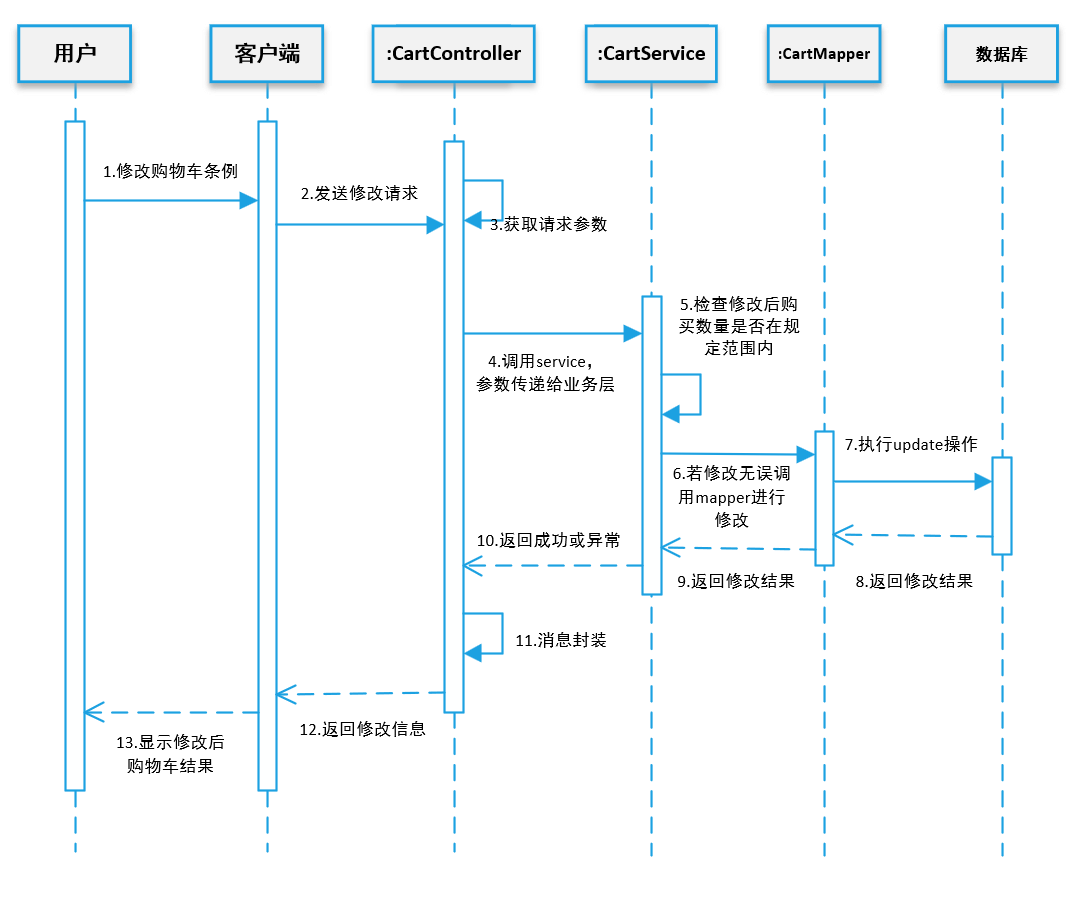 用户
客户端
:CartController
:CartService
:CartMapper
数据库
1.修改购物车条例
2.发送修改请求
3.获取请求参数
4.调用service，
参数传递给业务层
5.检查修改后购
买数量是否在规
定范围内
6.若修改无误调
用mapper进行
修改
7.执行update操作
8.返回修改结果
9.返回修改结果
10.返回成功或异常
11.消息封装
12.返回修改信息
13.显示修改后
购物车结果